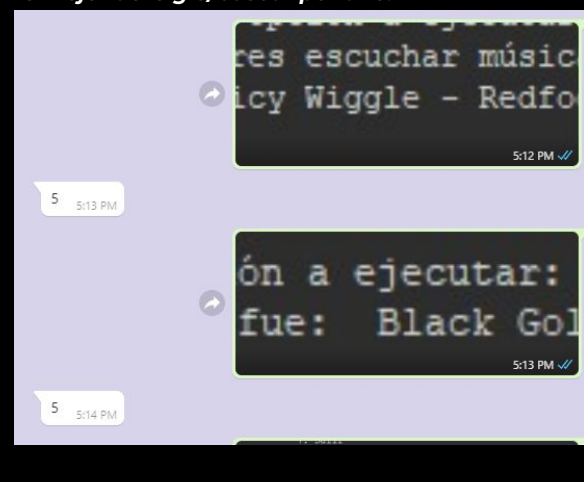 res escuchar músic
icy Wiggle - Redfo
5:12 PM
5 5:13 PM
ón a ejecutar:
fue: Black Gol
5:13 PM
5 5:14 PM